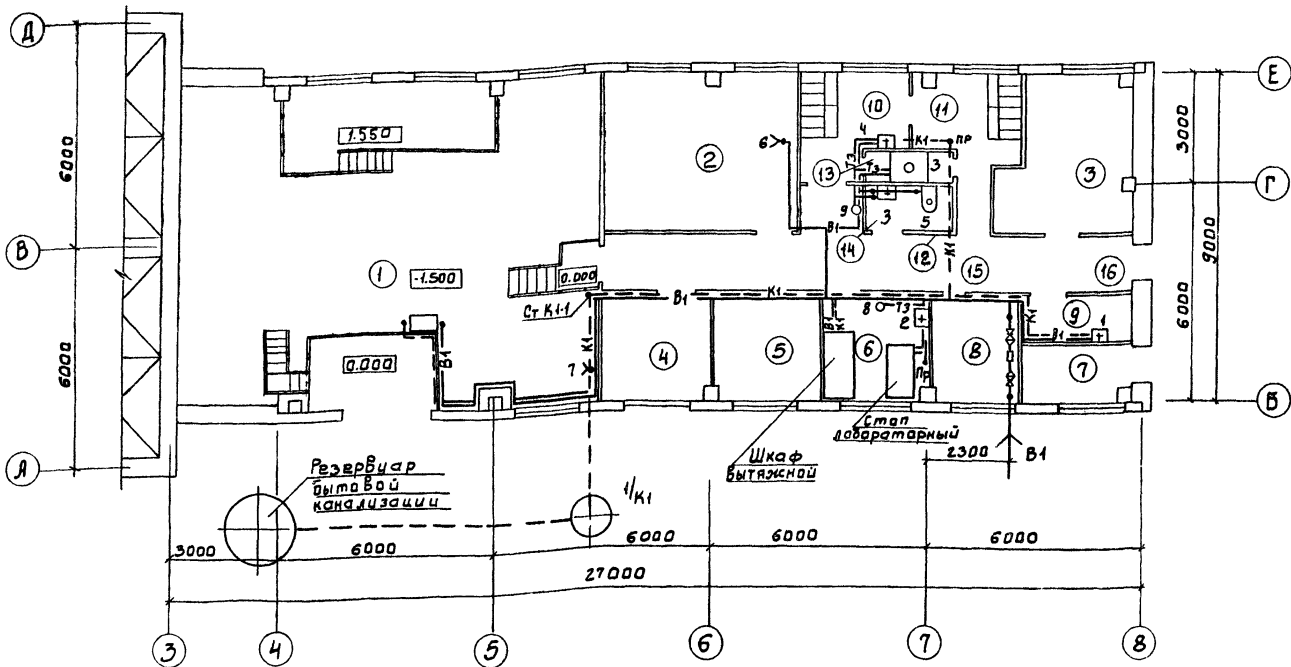 Д
Е
6000
1.550
2
6
10
11
4
К1
ПР
Т3
Т3
13
3
3
3000
Г
В
1
-1.500
0.000
9
В1
14
3
5
12
К1
15
16
9000
Ст К1-1
В1
К1
8
Т3
2
К1
9
1
В1
6000
6000
0.000
В1
К1
7
4
5
В1
К1
6
ПР
8
7
Б
Стол
лабораторный
А
Резервуар
бытовой
канализации
1/К1
Шкаф
вытяжной
2300
В1
3000
6000
6000
6000
6000
27000
3
4
5
6
7
8